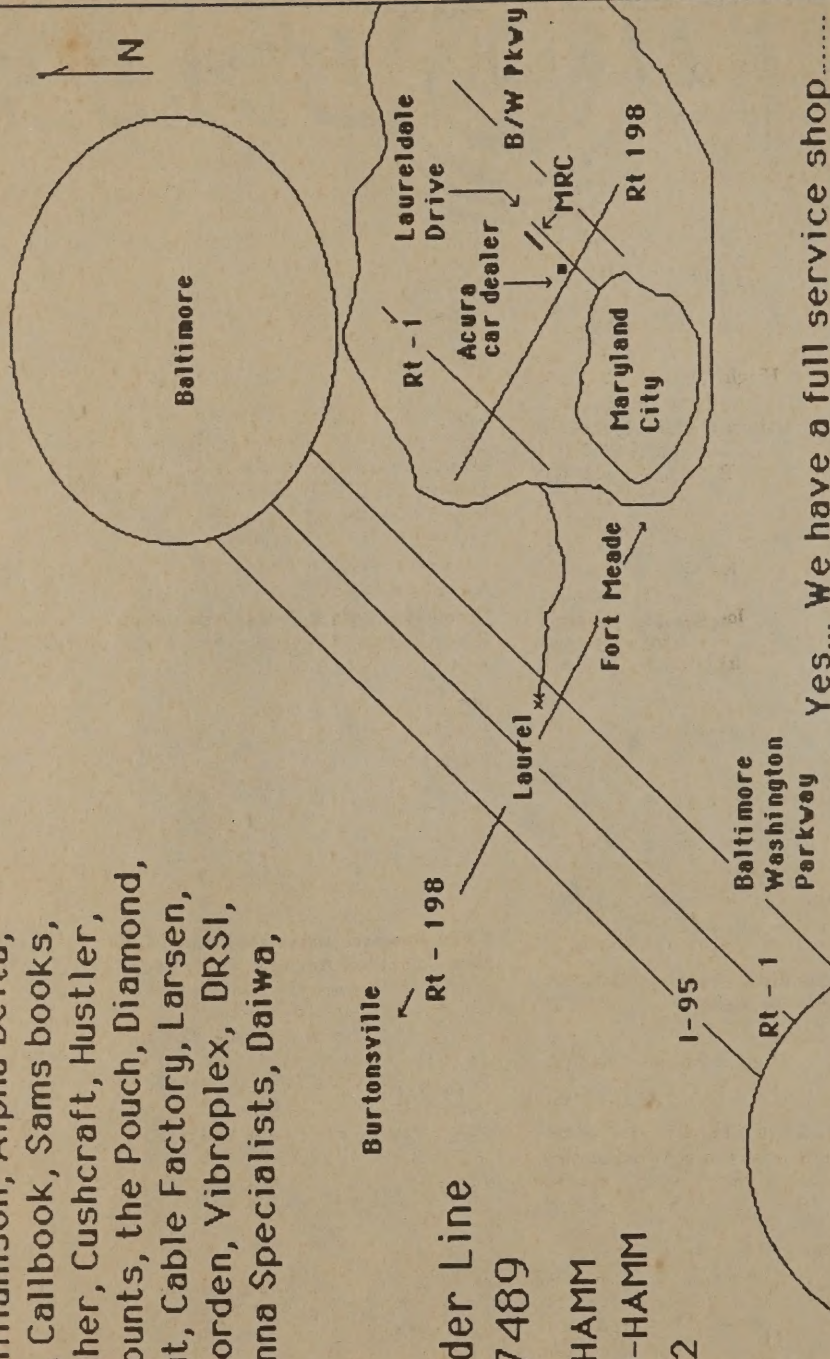 Callbook, Sams books,
her, Cushcraft, Hustler,
ounts, the Pouch, Diamond,
t, Cable Factory, Larsen,
orden, Vibroplex, DRSI,
nna Specialists, Daiwa,
der Line
7489
HAMM
-HAMM
2
N
Baltimore
Laureldale
Drive
B/W Pkwy
Rt - 1
Acura
car dealer
MRC
Rt 198
Maryland
City
Burtonsville
Rt - 198
Laurel
Fort Meade
I-95
Rt - 1
Baltimore
Washington
Parkway
Yes... We have a full service shop........